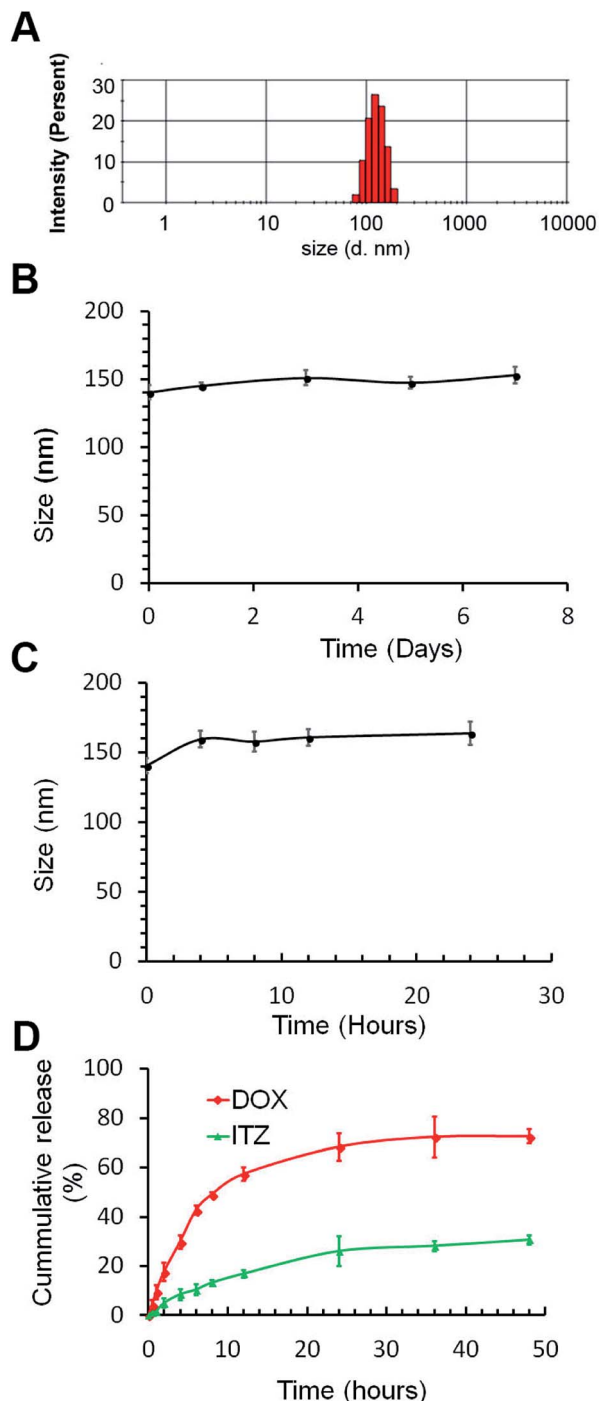 A
Intensity (Persent)
30
20
10
0
1 10 100 1000 10000
size (d. nm)
B
Size (nm)
200
150
100
50
0
0 2 4 6 8
Time (Days)
C
Size (nm)
200
150
100
50
0
0 10 20 30
Time (Hours)
D
Cummulative release
(%)
100
80
60
40
20
0
DOX
ITZ
0 10 20 30 40 50
Time (hours)